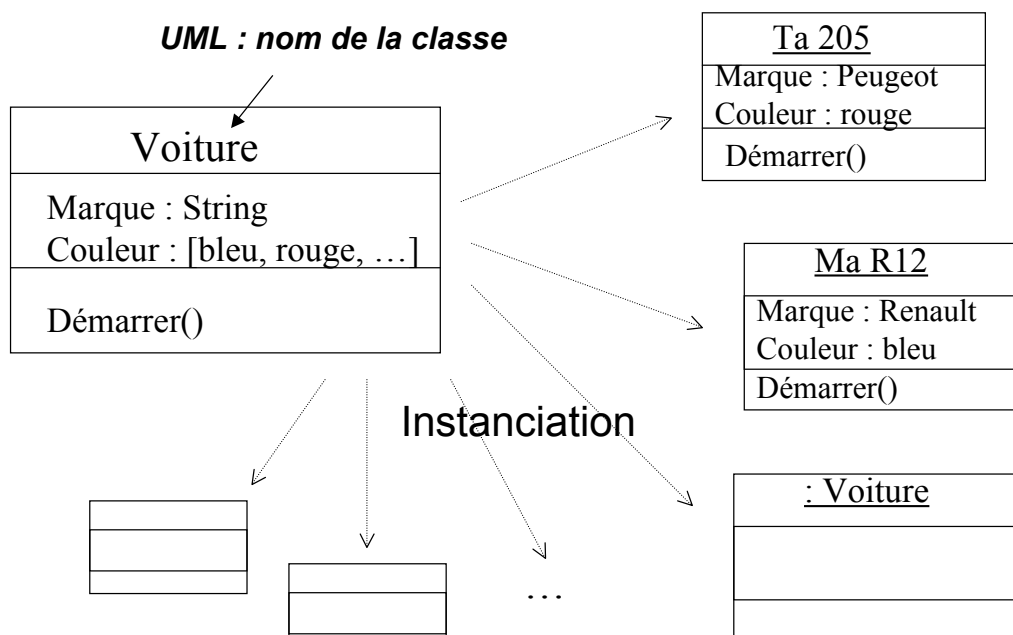 UML : nom de la classe
Voiture
Marque : String
Couleur : [bleu, rouge, …]
Démarrer()
Ta 205
Marque : Peugeot
Couleur : rouge
Démarrer()
Ma R12
Marque : Renault
Couleur : bleu
Démarrer()
Instanciation
: Voiture
…